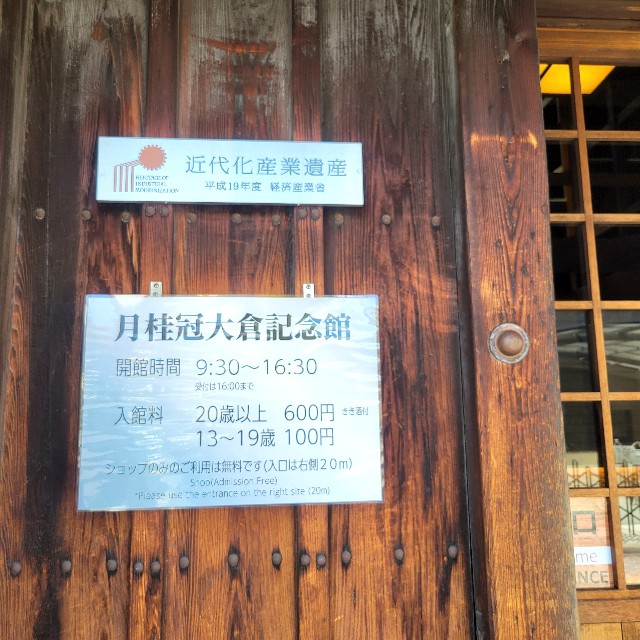 近代化産業遺産
HERITAGE OF
INDUSTRIAL
MODERNIZATION
平成19年度 経済産業省
月桂冠大倉記念館
開館時間 9:30～16:30
受付は16:00まで
入館料 20歳以上 600円 きき酒付
13～19歳 100円
ショップのみのご利用は無料です(入口は右側20m)
Shop(Admission Free)
*Please use the entrance on the right site (20m)